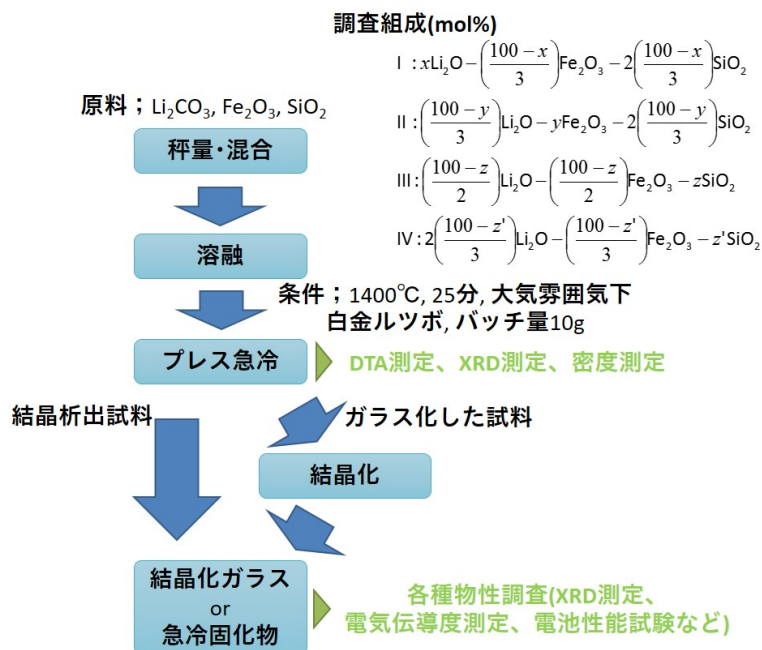 調査組成(mol%)
I : xLi₂O－((100－x)/3)Fe₂O₃－2((100－x)/3)SiO₂
II : ((100－y)/3)Li₂O－yFe₂O₃－2((100－y)/3)SiO₂
III : ((100－z)/2)Li₂O－((100－z)/2)Fe₂O₃－zSiO₂
IV : 2((100－z')/3)Li₂O－((100－z')/3)Fe₂O₃－z'SiO₂
原料；Li₂CO₃, Fe₂O₃, SiO₂
秤量・混合
溶融
条件；1400℃, 25分, 大気雰囲気下
白金ルツボ, バッチ量10g
プレス急冷
DTA測定、XRD測定、密度測定
結晶析出試料
ガラス化した試料
結晶化
結晶化ガラス
or
急冷固化物
各種物性調査(XRD測定、
電気伝導度測定、電池性能試験など)